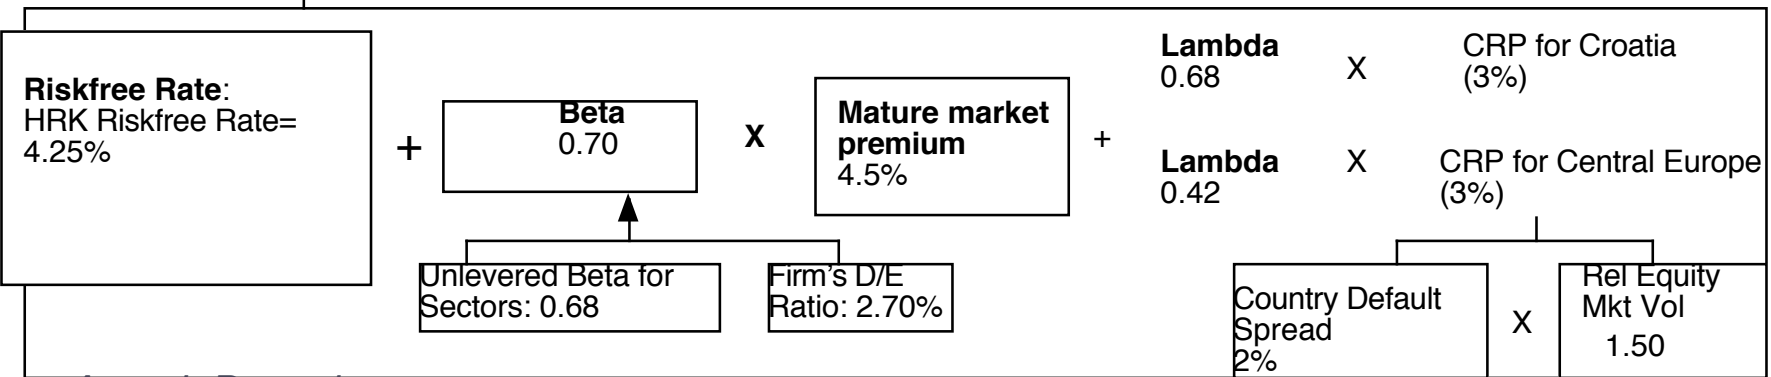 Riskfree Rate:
HRK Riskfree Rate=
4.25%
+
Beta
0.70
X
Mature market
premium
4.5%
+
Lambda
0.68
X
CRP for Croatia
(3%)
Lambda
0.42
X
CRP for Central Europe
(3%)
Unlevered Beta for
Sectors: 0.68
Firm's D/E
Ratio: 2.70%
Country Default
Spread
2%
X
Rel Equity
Mkt Vol
1.50